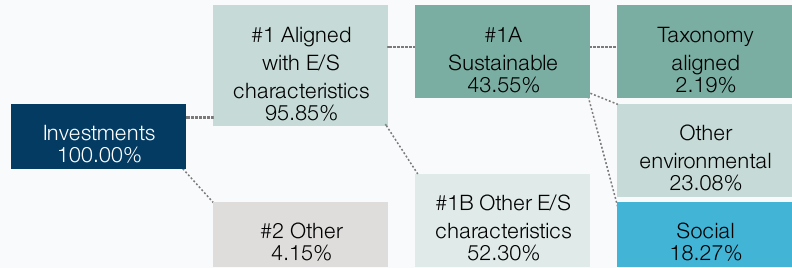 Investments
100.00%
#1 Aligned
with E/S
characteristics
95.85%
#2 Other
4.15%
#1A
Sustainable
43.55%
#1B Other E/S
characteristics
52.30%
Taxonomy
aligned
2.19%
Other
environmental
23.08%
Social
18.27%